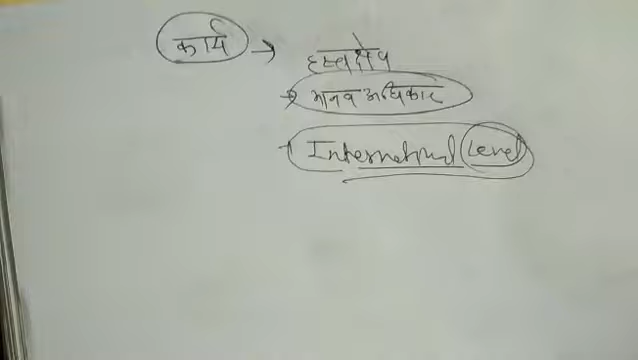 कार्य → हस्तक्षेप
→ मानव अधिकार
→ International Level